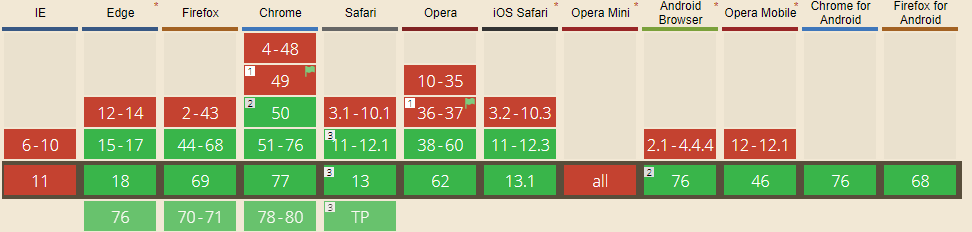 IE Edge * Firefox Chrome Safari * Opera iOS Safari * Opera Mini * Android Browser * Opera Mobile * Chrome for Android Firefox for Android
4-48
1 49 10-35
12-14 2-43 2 50 3.1-10.1 1 36-37 3.2-10.3
6-10 15-17 44-68 51-76 3 11-12.1 38-60 11-12.3 2.1-4.4.4 12-12.1
11 18 69 77 3 13 62 13.1 all 2 76 46 76 68
76 70-71 78-80 3 TP